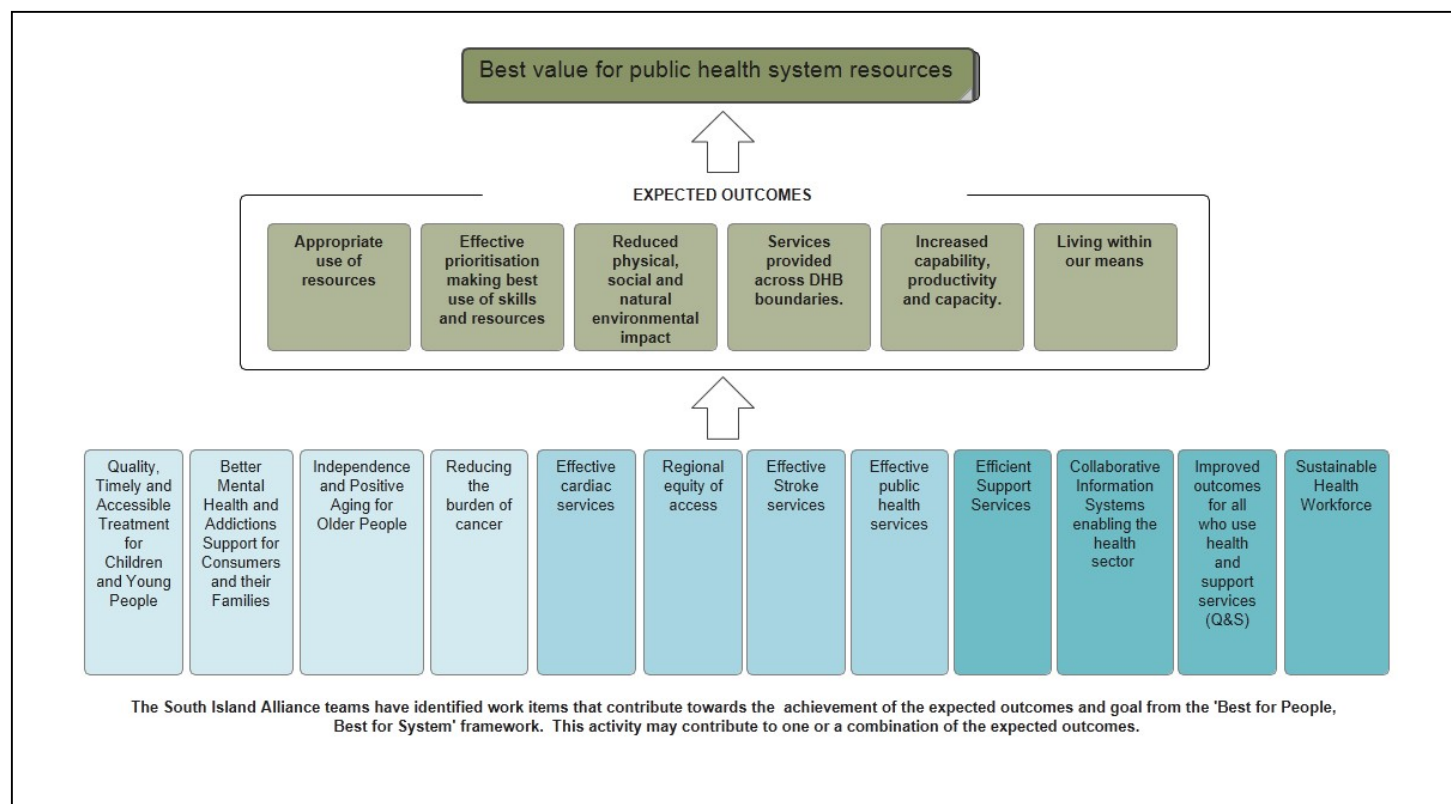 Best value for public health system resources
EXPECTED OUTCOMES
Appropriate
use of
resources
Effective
prioritisation
making best
use of skills
and resources
Reduced
physical,
social and
natural
environmental
impact
Services
provided
across DHB
boundaries.
Increased
capability,
productivity
and capacity.
Living within
our means
Quality,
Timely and
Accessible
Treatment
for
Children
and Young
People
Better
Mental
Health and
Addictions
Support for
Consumers
and their
Families
Independence
and Positive
Aging for
Older People
Reducing
the
burden of
cancer
Effective
cardiac
services
Regional
equity of
access
Effective
Stroke
services
Effective
public
health
services
Efficient
Support
Services
Collaborative
Information
Systems
enabling the
health
sector
Improved
outcomes
for all
who use
health
and
support
services
(Q&S)
Sustainable
Health
Workforce
The South Island Alliance teams have identified work items that contribute towards the achievement of the expected outcomes and goal from the 'Best for People,
Best for System' framework. This activity may contribute to one or a combination of the expected outcomes.